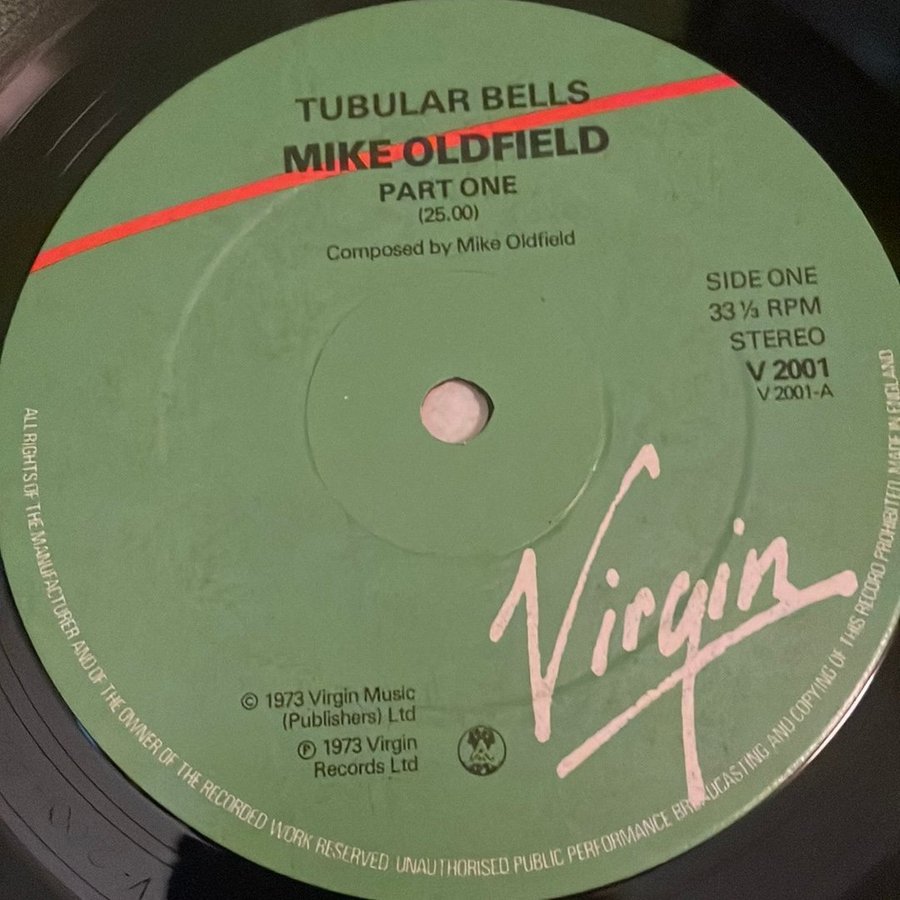 TUBULAR BELLS
MIKE OLDFIELD
PART ONE
(25.00)
Composed by Mike Oldfield
SIDE ONE
33⅓ RPM
STEREO
V 2001
V 2001-A
Virgin
© 1973 Virgin Music
(Publishers) Ltd
℗ 1973 Virgin
Records Ltd
ALL RIGHTS OF THE MANUFACTURER AND OF THE OWNER OF THE RECORDED WORK RESERVED UNAUTHORISED PUBLIC PERFORMANCE BROADCASTING AND COPYING OF THIS RECORD PROHIBITED. MADE IN ENGLAND